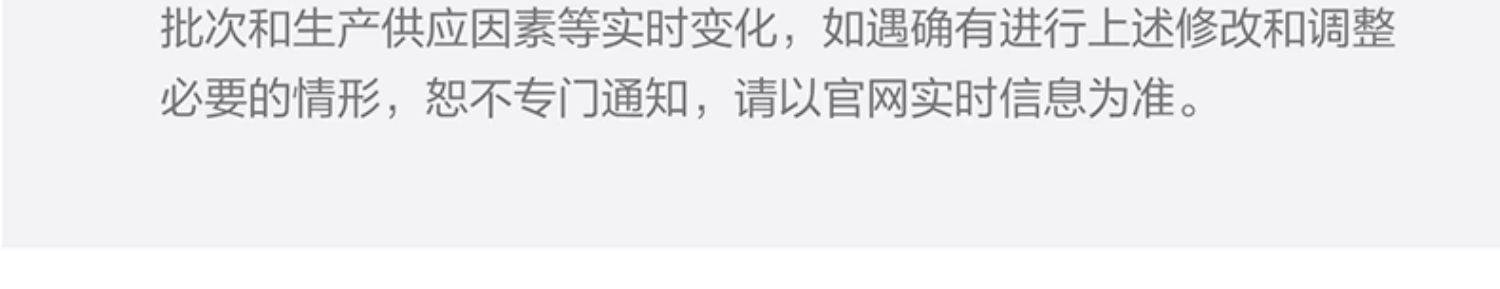 批次和生产供应因素等实时变化，如遇确有进行上述修改和调整
必要的情形，恕不专门通知，请以官网实时信息为准。